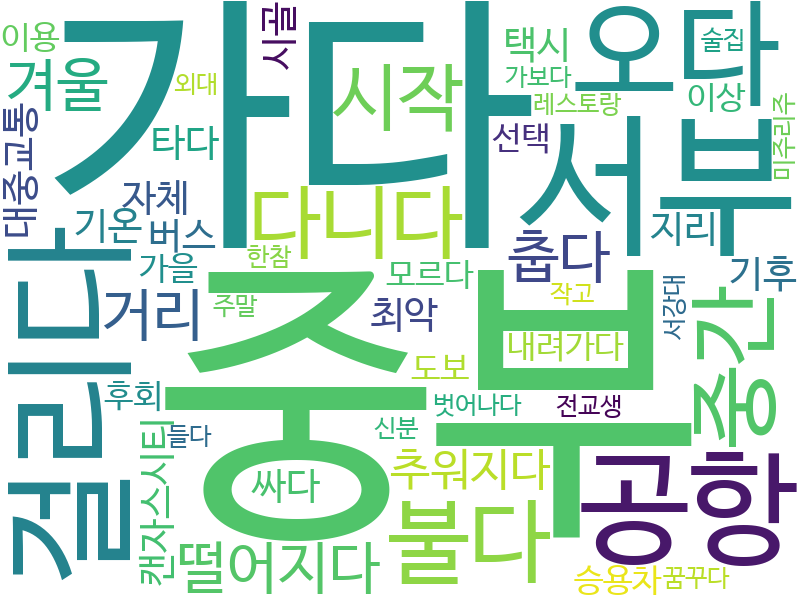 이용
시골
가다
오다
술집
택시
가보다
이상
겨울
외대
시작
레스토랑
미주리주
대중교통
타다
선택
서부
자체
다니다
지리
기온
버스
춥다
기후
한참
가을
모르다
걸리다
거리
주말
중부
최악
작고
서강대
중간
내려가다
도보
후회
벗어나다
전교생
들다
신분
캔자스시티
싸다
추워지다
공항
떨어지다
불다
승용차
꿈꾸다